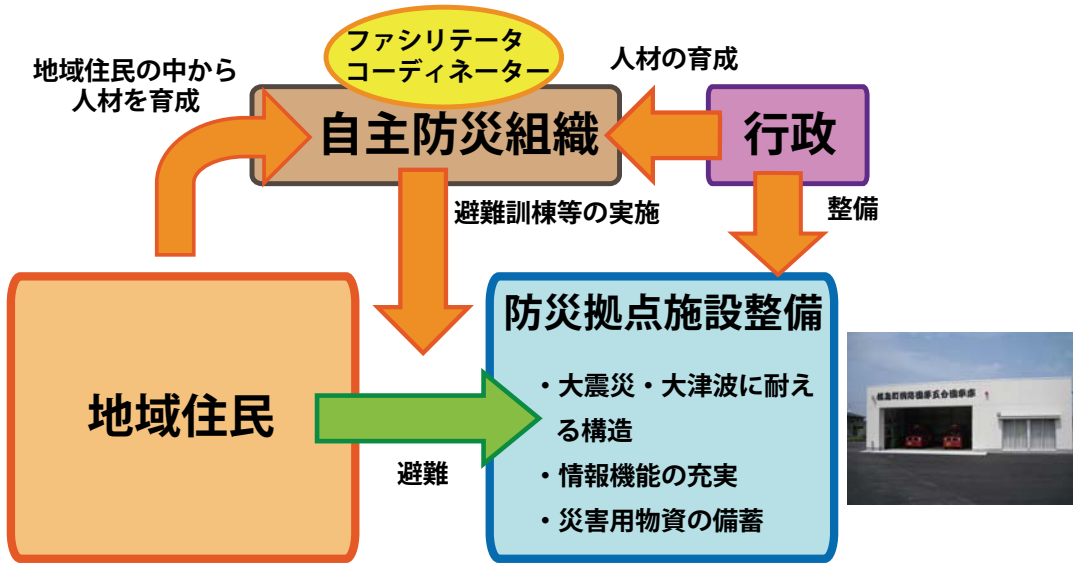 ファシリテータ
コーディネーター
地域住民の中から
人材を育成
人材の育成
自主防災組織
行政
避難訓棟等の実施
整備
地域住民
避難
防災拠点施設整備
・大震災・大津波に耐え
る構造
・情報機能の充実
・災害用物資の備蓄